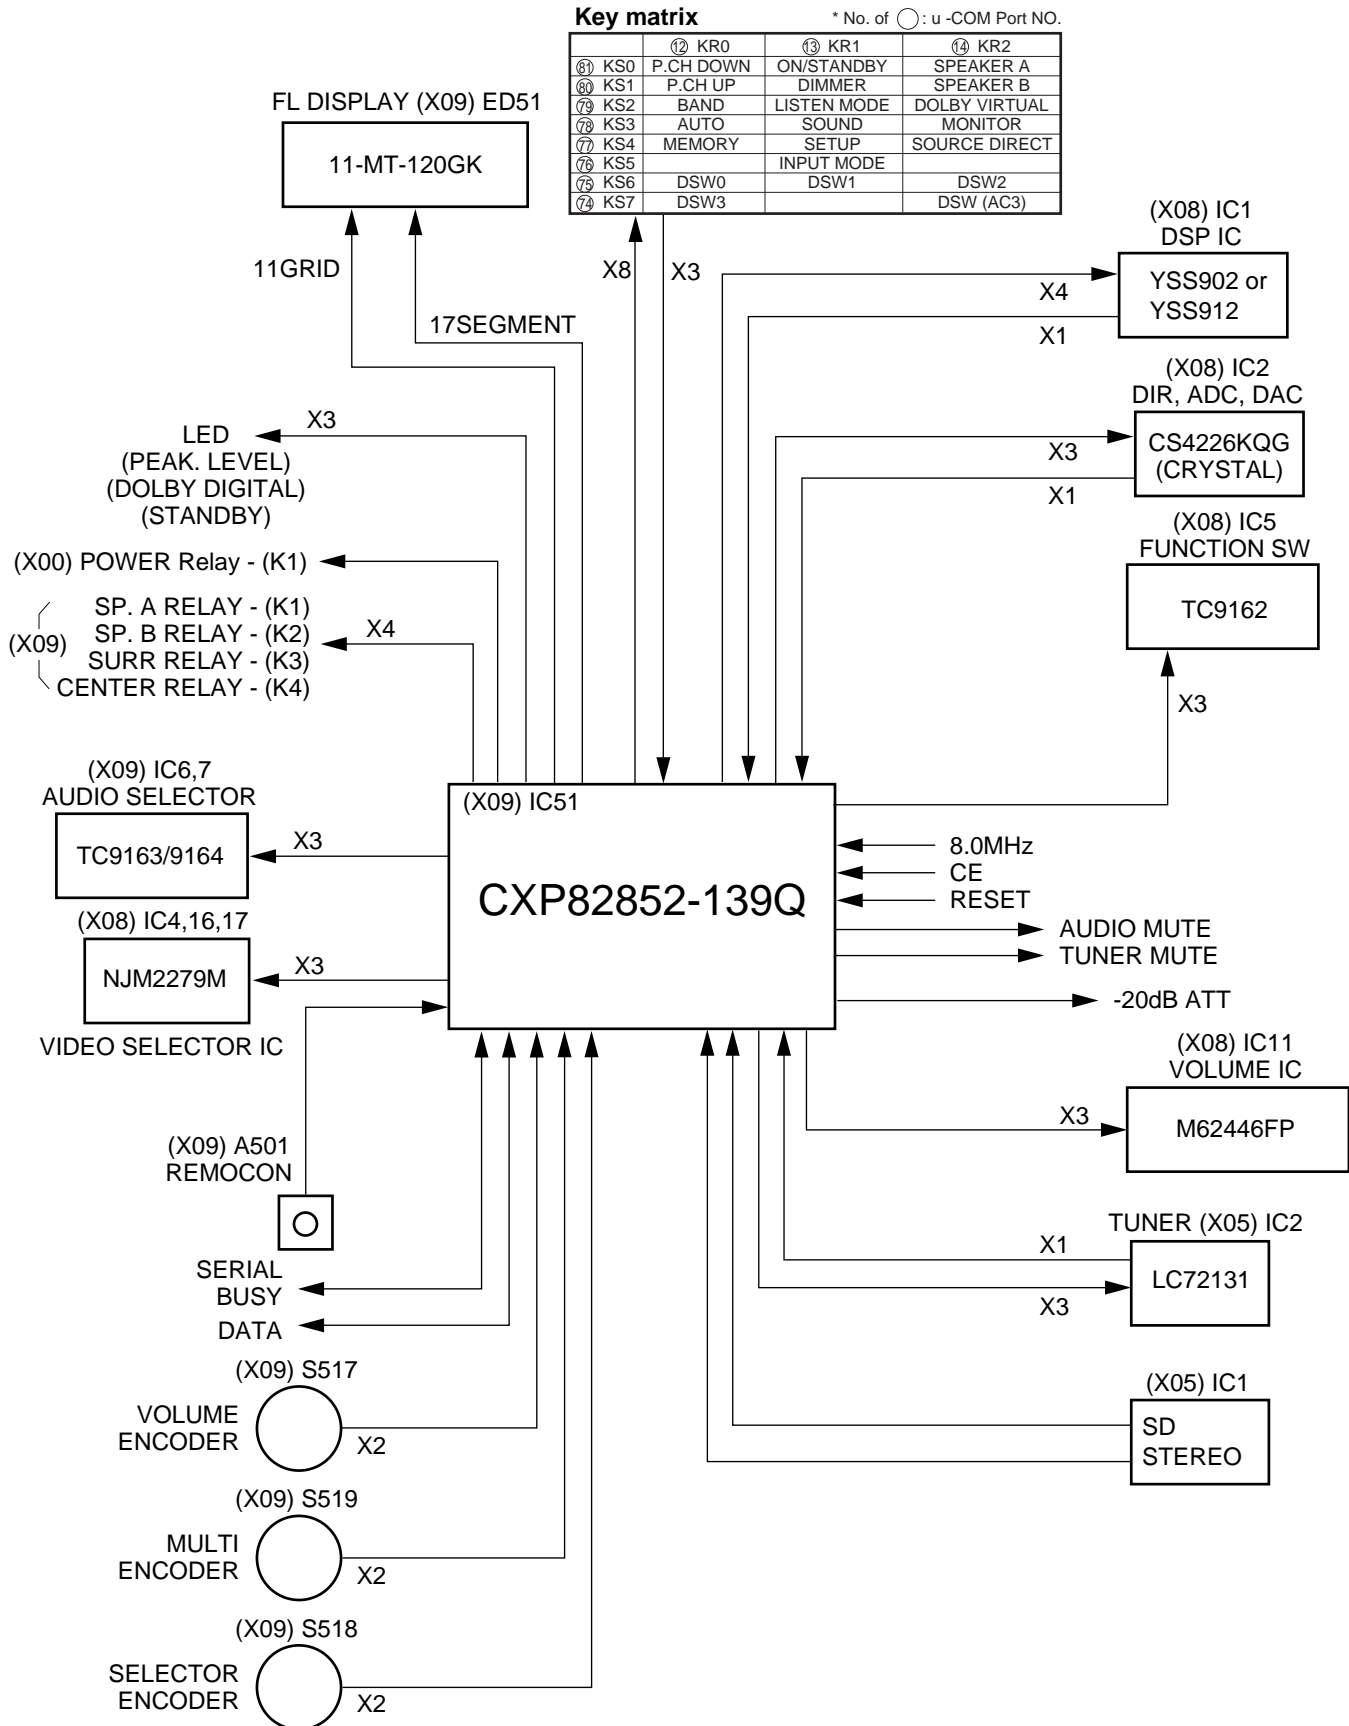 Key matrix * No. of ◯ : u -COM Port NO.
⑫ KR0 ⑬ KR1 ⑭ KR2
81 KS0 P.CH DOWN ON/STANDBY SPEAKER A
80 KS1 P.CH UP DIMMER SPEAKER B
79 KS2 BAND LISTEN MODE DOLBY VIRTUAL
78 KS3 AUTO SOUND MONITOR
77 KS4 MEMORY SETUP SOURCE DIRECT
76 KS5 INPUT MODE
75 KS6 DSW0 DSW1 DSW2
74 KS7 DSW3 DSW (AC3)
FL DISPLAY (X09) ED51
11-MT-120GK
11GRID
17SEGMENT
X8
X3
(X08) IC1
DSP IC
YSS902 or
YSS912
X4
X1
(X08) IC2
DIR, ADC, DAC
CS4226KQG
(CRYSTAL)
X3
X1
(X08) IC5
FUNCTION SW
TC9162
X3
X3
LED
(PEAK. LEVEL)
(DOLBY DIGITAL)
(STANDBY)
(X00) POWER Relay - (K1)
(X09)
SP. A RELAY - (K1)
SP. B RELAY - (K2)
SURR RELAY - (K3)
CENTER RELAY - (K4)
X4
(X09) IC6,7
AUDIO SELECTOR
TC9163/9164
X3
(X08) IC4,16,17
NJM2279M
X3
VIDEO SELECTOR IC
(X09) IC51
CXP82852-139Q
8.0MHz
CE
RESET
AUDIO MUTE
TUNER MUTE
-20dB ATT
(X08) IC11
VOLUME IC
M62446FP
X3
(X09) A501
REMOCON
TUNER (X05) IC2
LC72131
X1
X3
SERIAL
BUSY
DATA
(X05) IC1
SD
STEREO
(X09) S517
VOLUME
ENCODER
X2
(X09) S519
MULTI
ENCODER
X2
(X09) S518
SELECTOR
ENCODER
X2